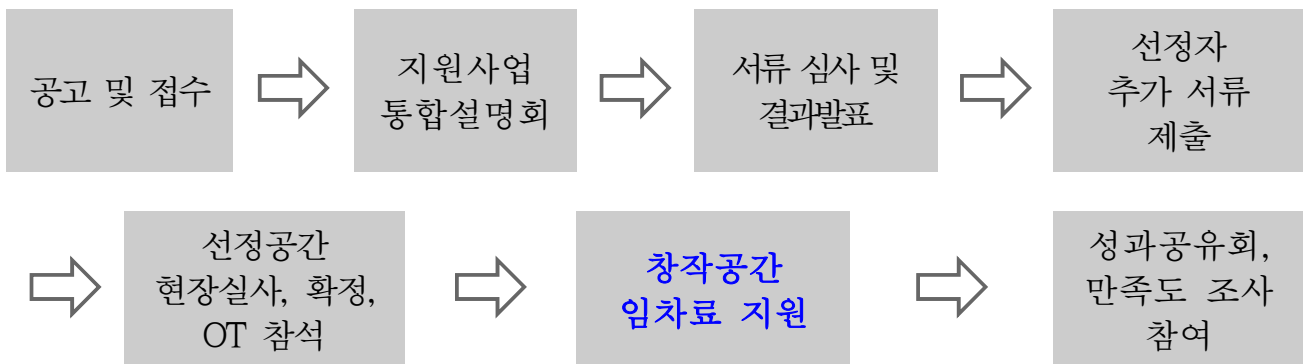 공고 및 접수
지원사업
통합설명회
서류 심사 및
결과발표
선정자
추가 서류
제출
선정공간
현장실사, 확정,
OT 참석
창작공간
임차료 지원
성과공유회,
만족도 조사
참여